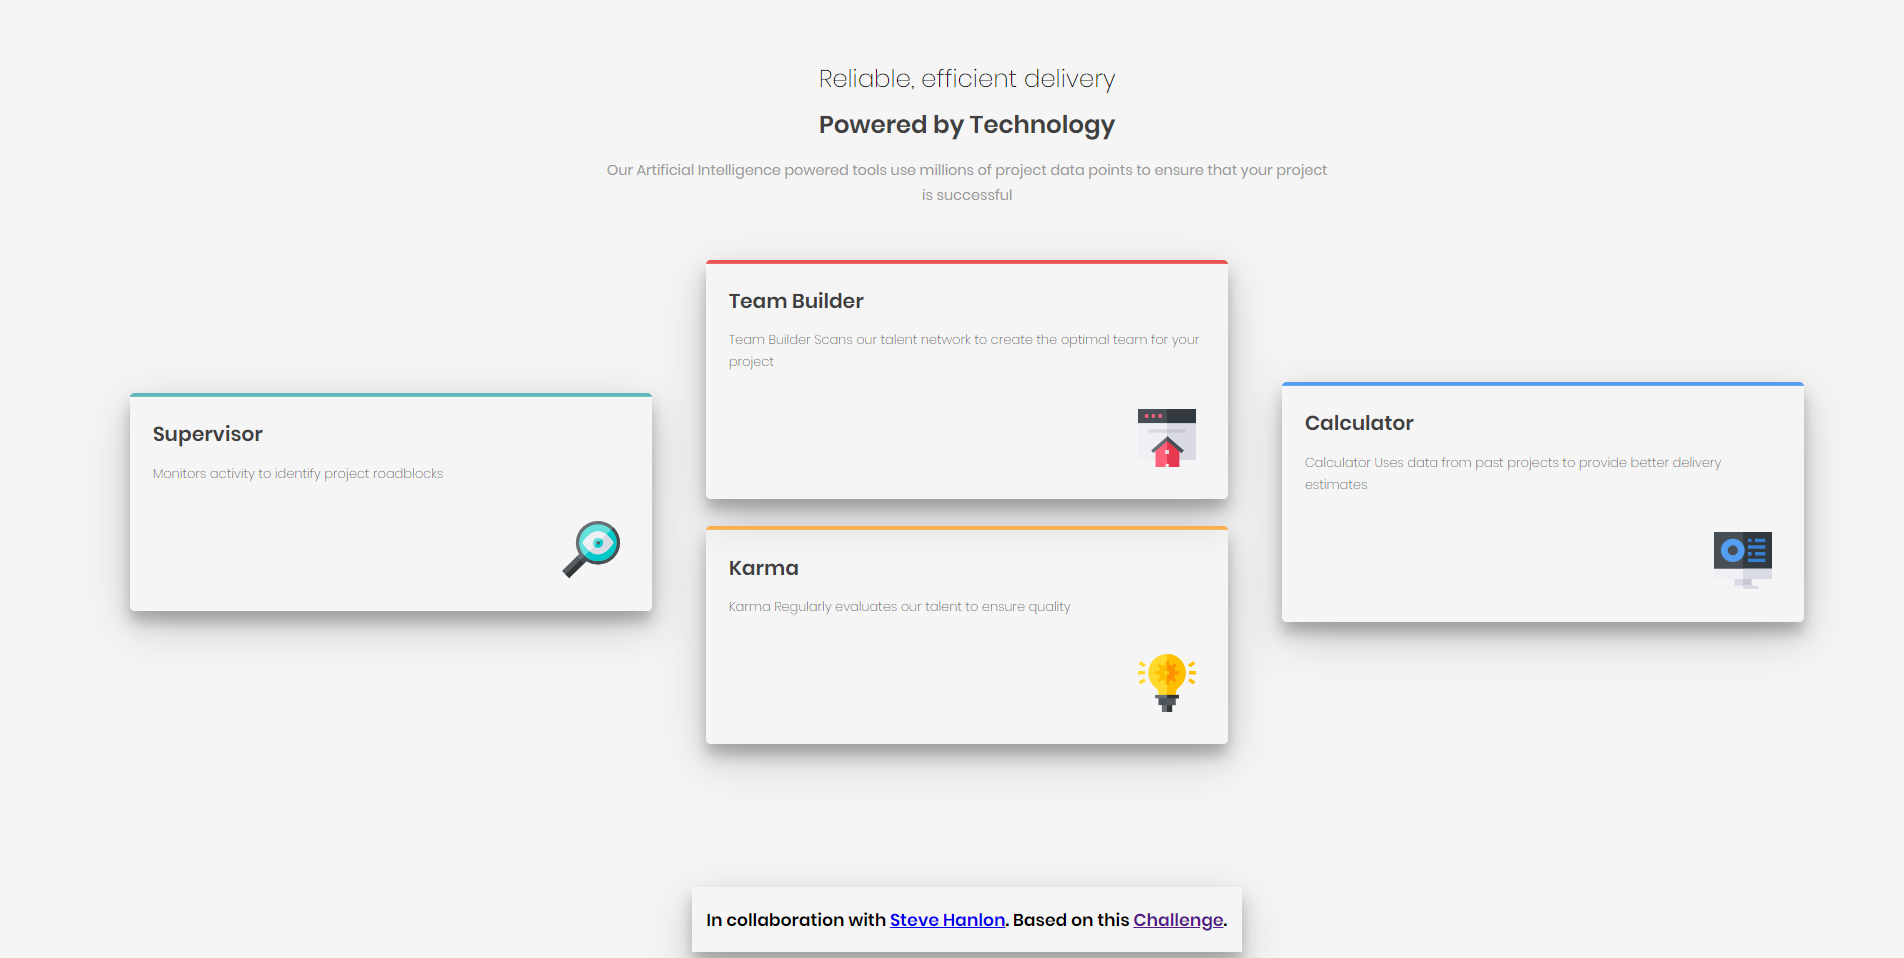 Reliable, efficient delivery
Powered by Technology
Our Artificial Intelligence powered tools use millions of project data points to ensure that your project
is successful
Supervisor
Monitors activity to identify project roadblocks
Team Builder
Team Builder Scans our talent network to create the optimal team for your
project
Karma
Karma Regularly evaluates our talent to ensure quality
Calculator
Calculator Uses data from past projects to provide better delivery
estimates
In collaboration with Steve Hanlon. Based on this Challenge.